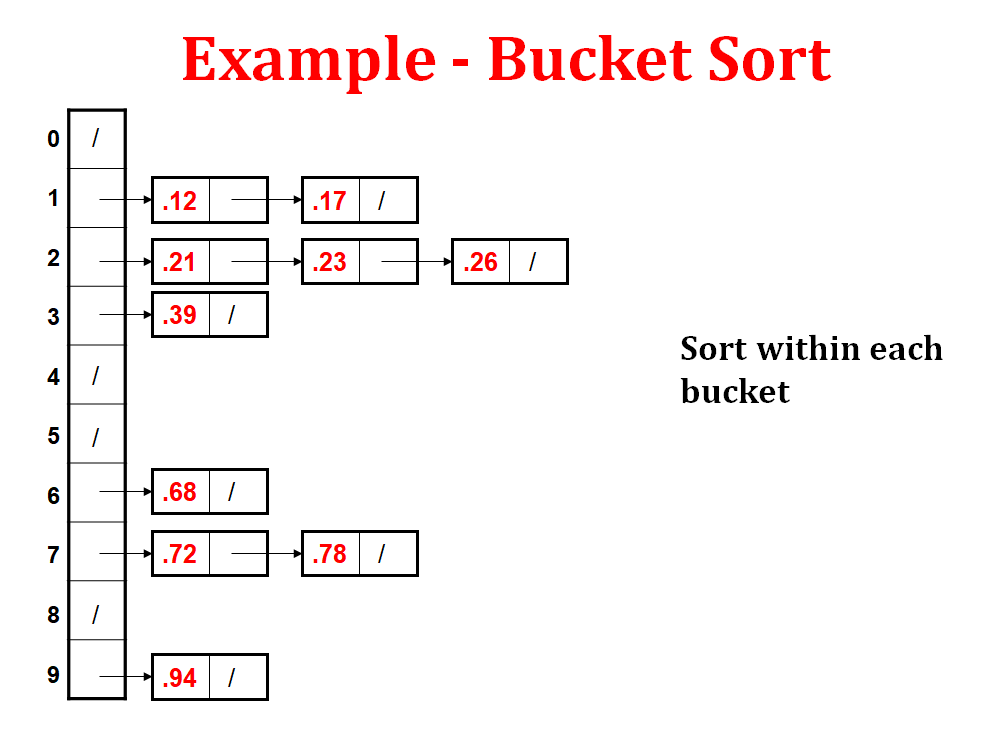 Example - Bucket Sort
0 /
1 .12 .17 /
2 .21 .23 .26 /
3 .39 /
Sort within each
bucket
4 /
5 /
6 .68 /
7 .72 .78 /
8 /
9 .94 /